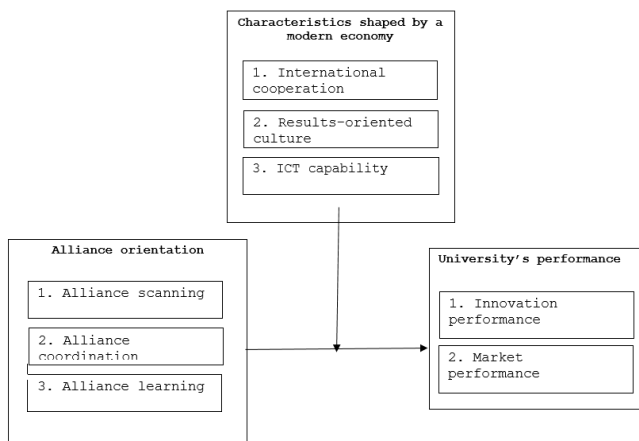 Characteristics shaped by a
modern economy
1. International
cooperation
2. Results-oriented
culture
3. ICT capability
Alliance orientation
1. Alliance scanning
2. Alliance
coordination
3. Alliance learning
University's performance
1. Innovation
performance
2. Market
performance